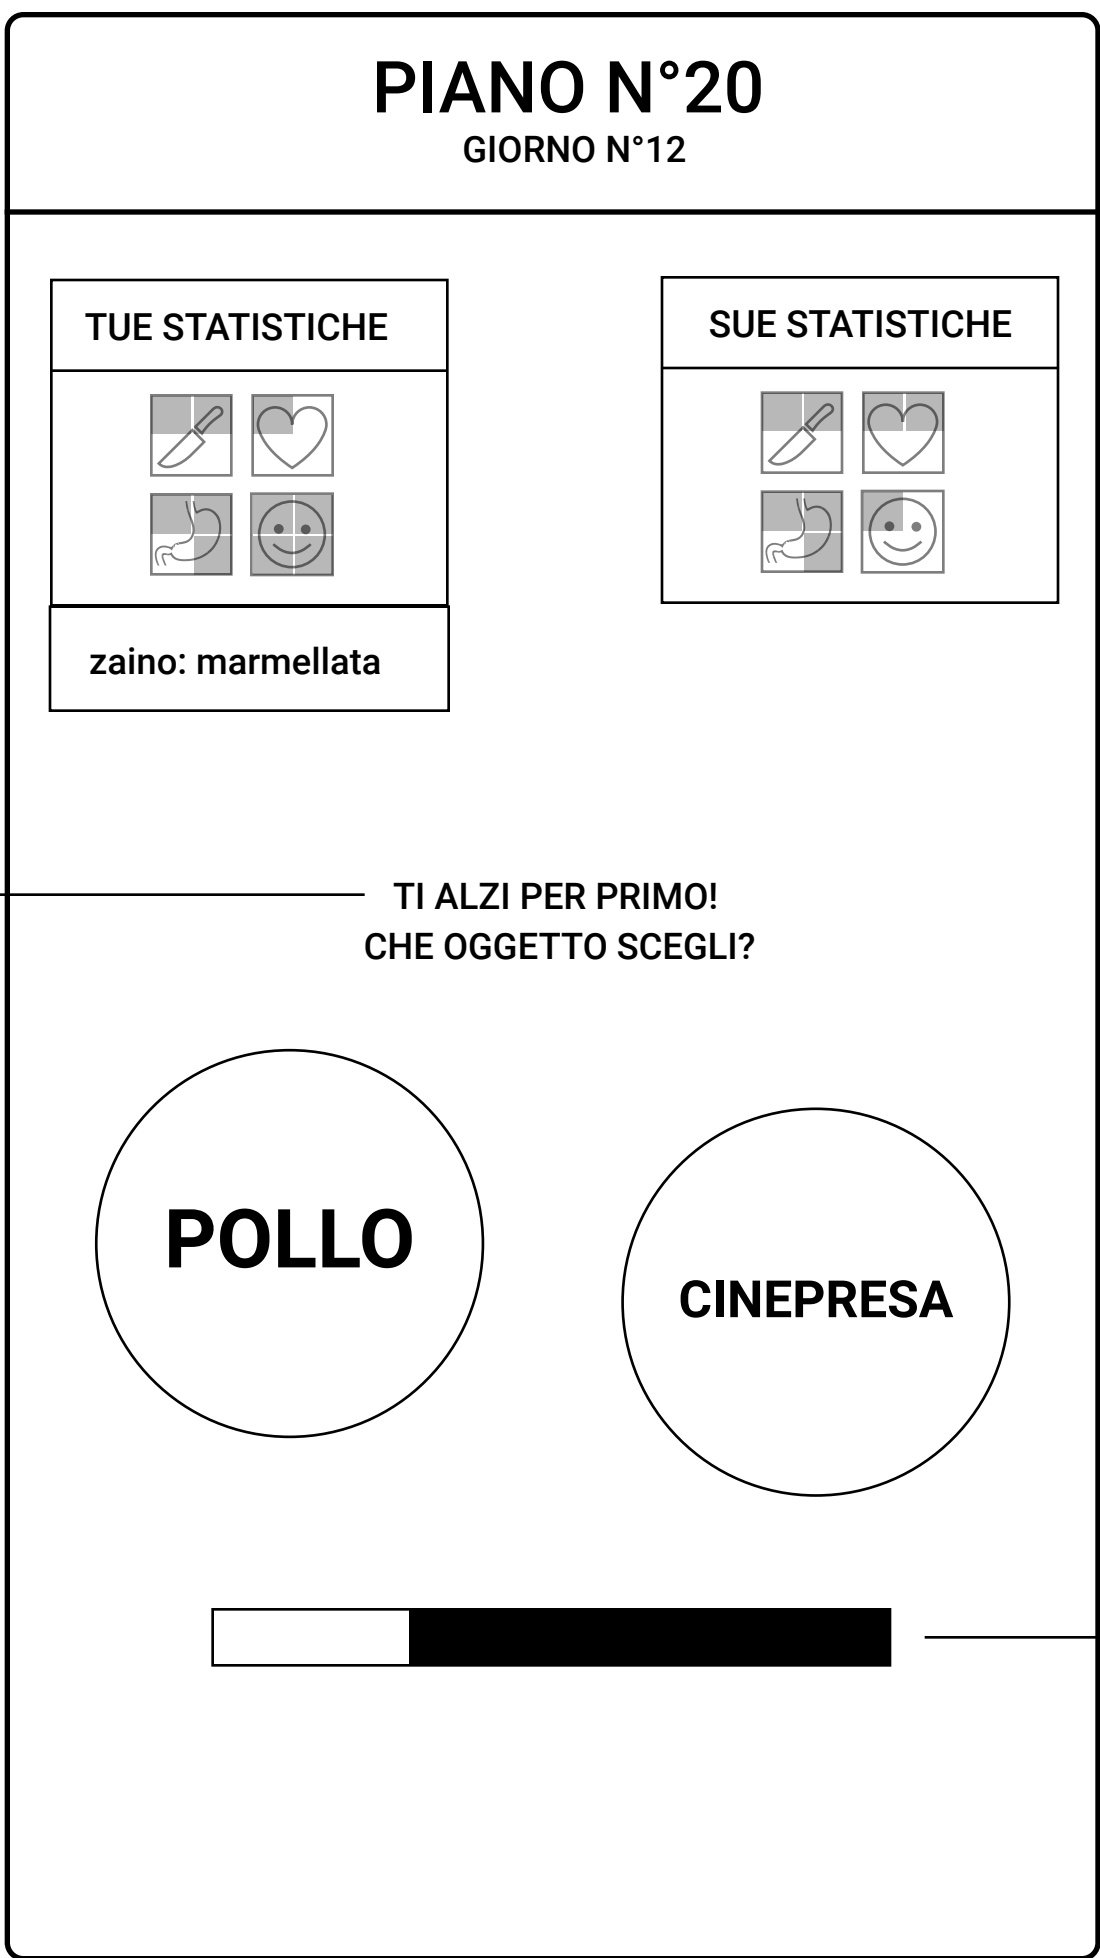 PIANO N°20
GIORNO N°12
TUE STATISTICHE
SUE STATISTICHE
zaino: marmellata
TI ALZI PER PRIMO!
CHE OGGETTO SCEGLI?
POLLO
CINEPRESA